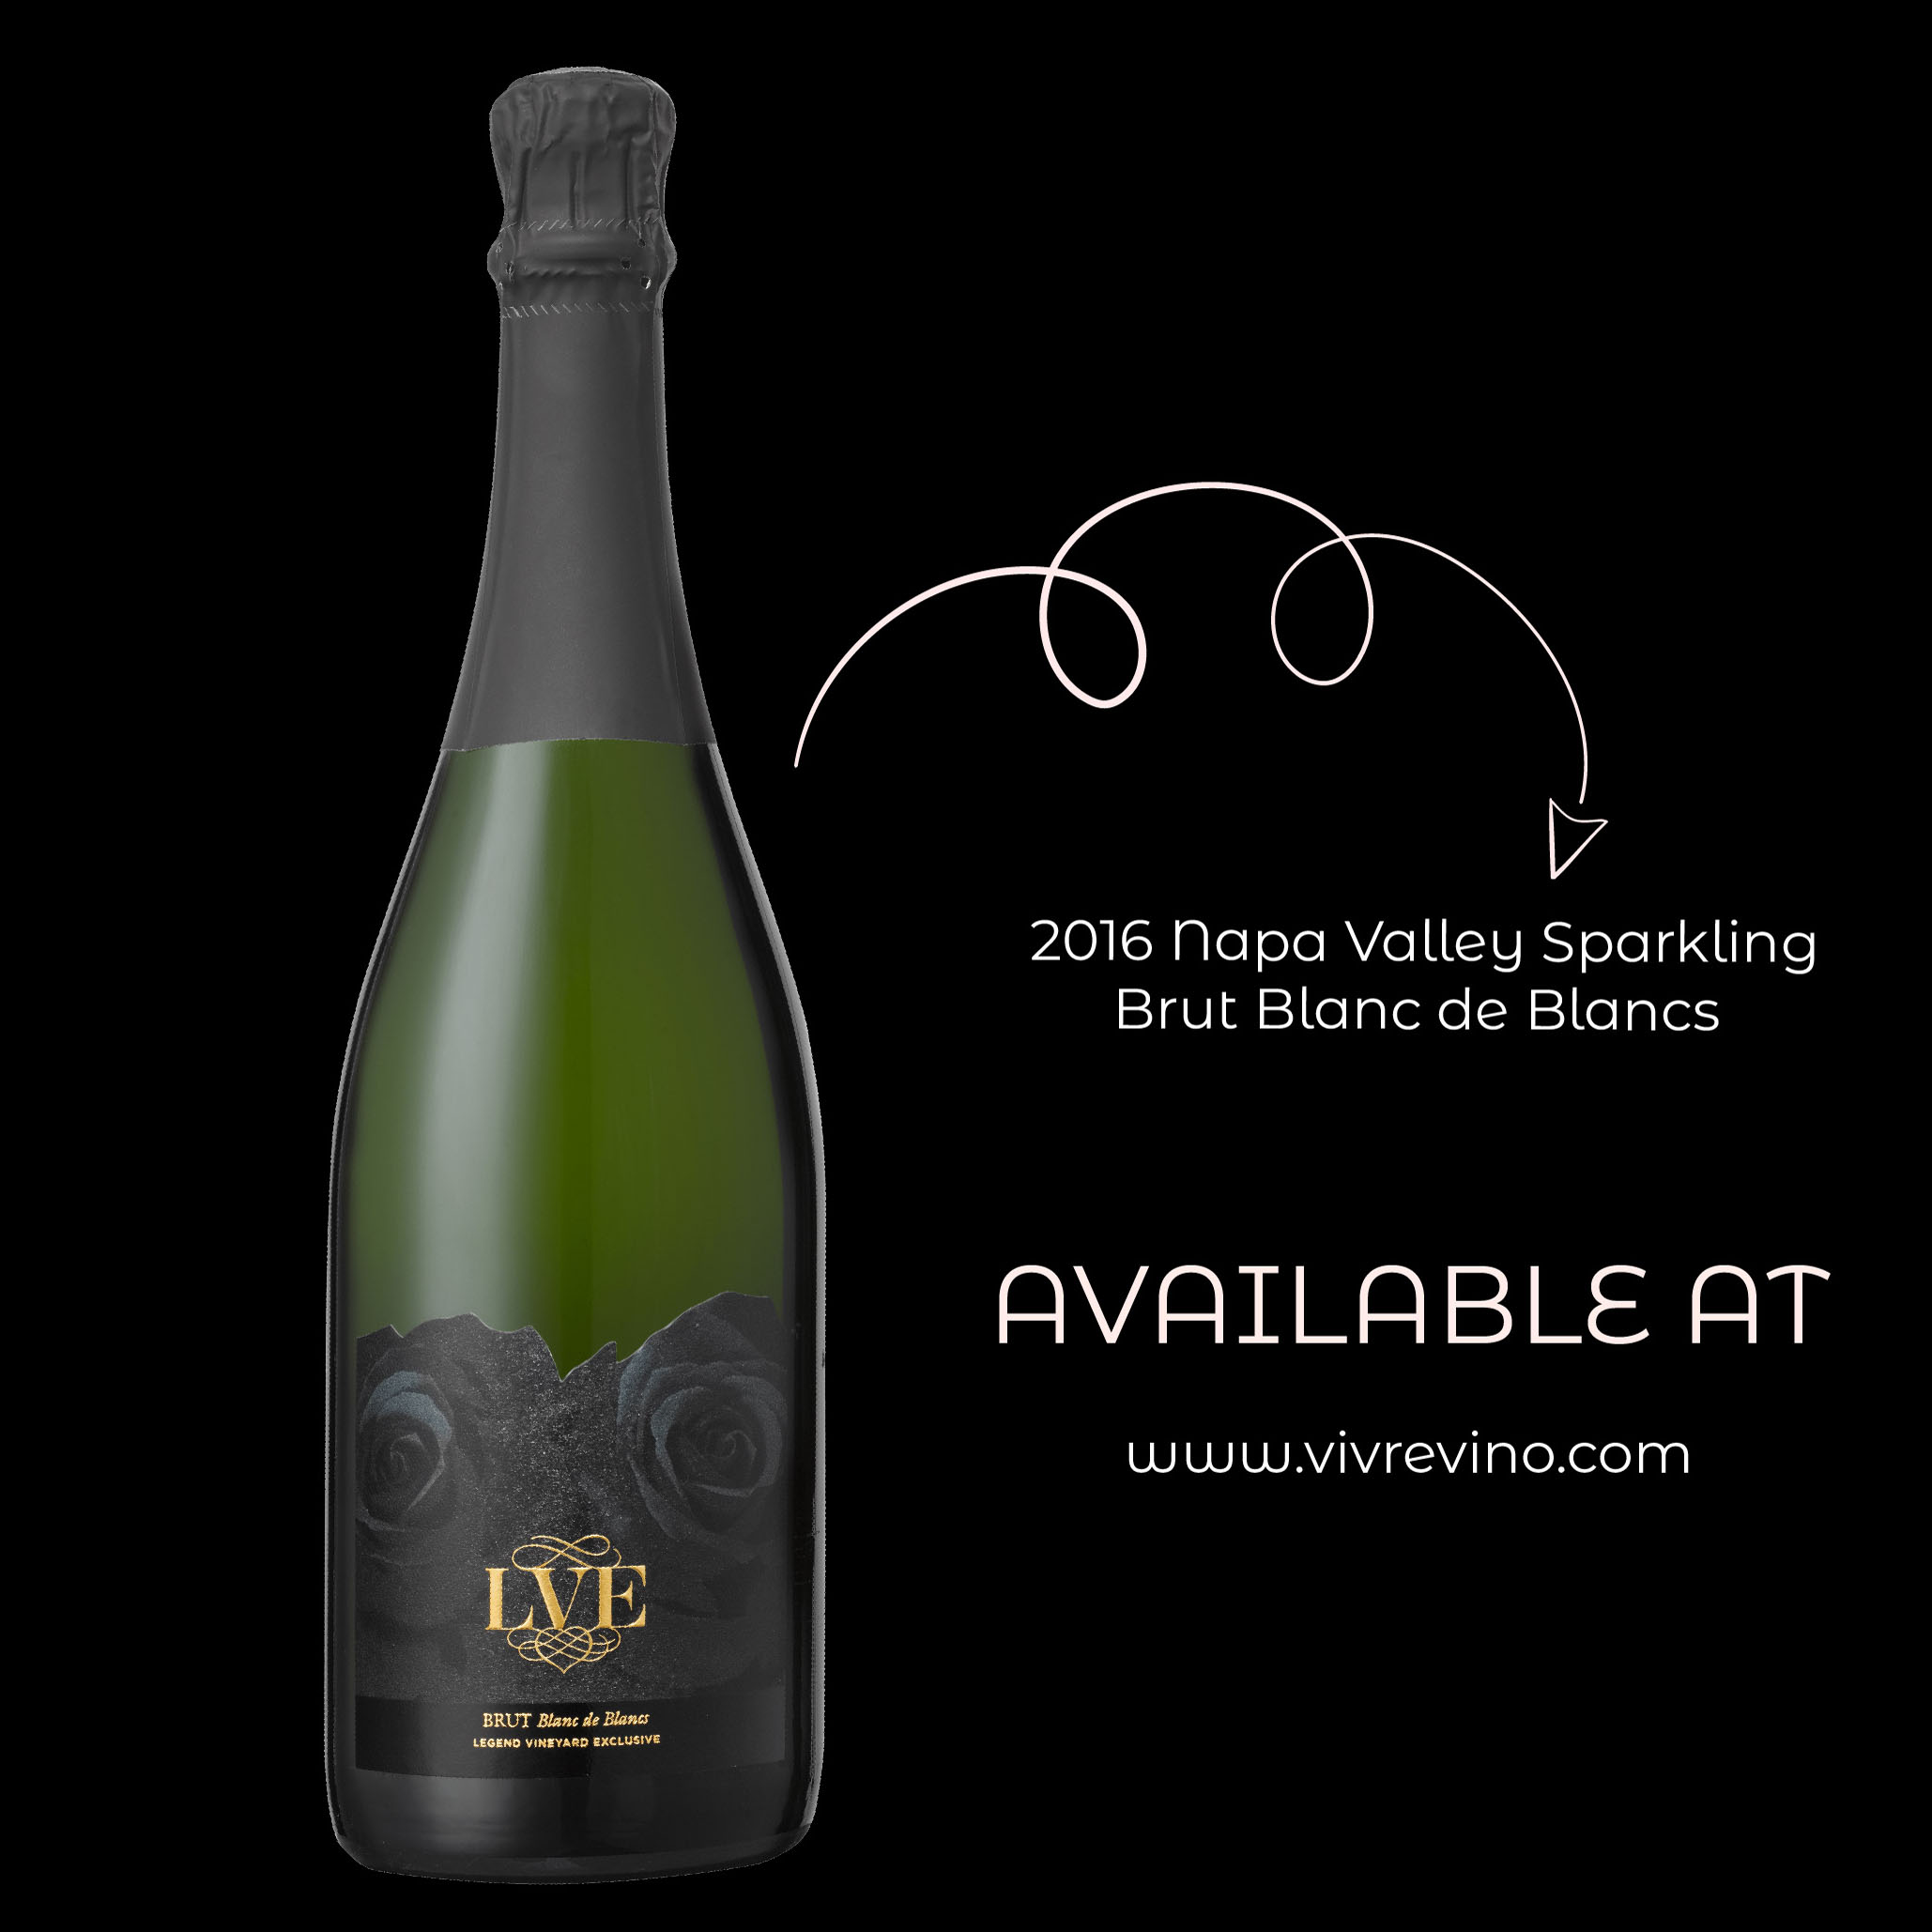 2016 Napa Valley Sparkling
Brut Blanc de Blancs
AVAILABLE AT
www.vivrevino.com
LVE
BRUT Blanc de Blancs
LEGEND VINEYARD EXCLUSIVE